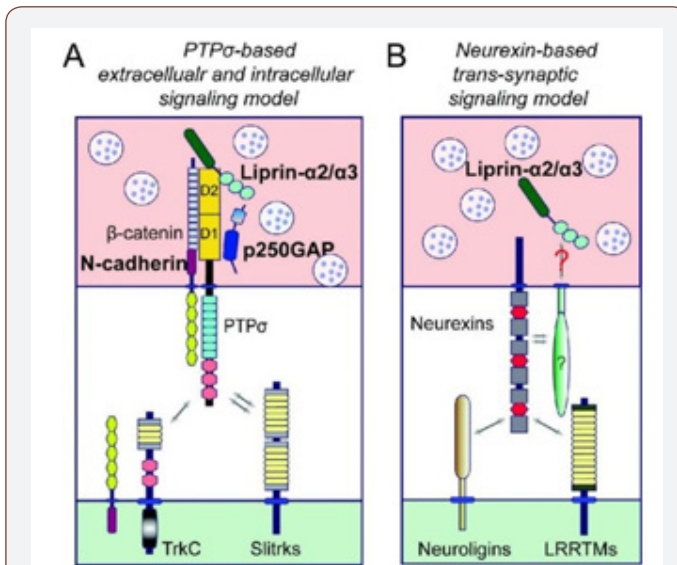 A
PTPσ-based
extracellualr and intracellular
signaling model
Liprin-α2/α3
D2
β-catenin
D1
p250GAP
N-cadherin
PTPσ
TrkC
Slitrks
B
Neurexin-based
trans-synaptic
signaling model
Liprin-α2/α3
?
Neurexins
?
Neuroligins
LRRTMs